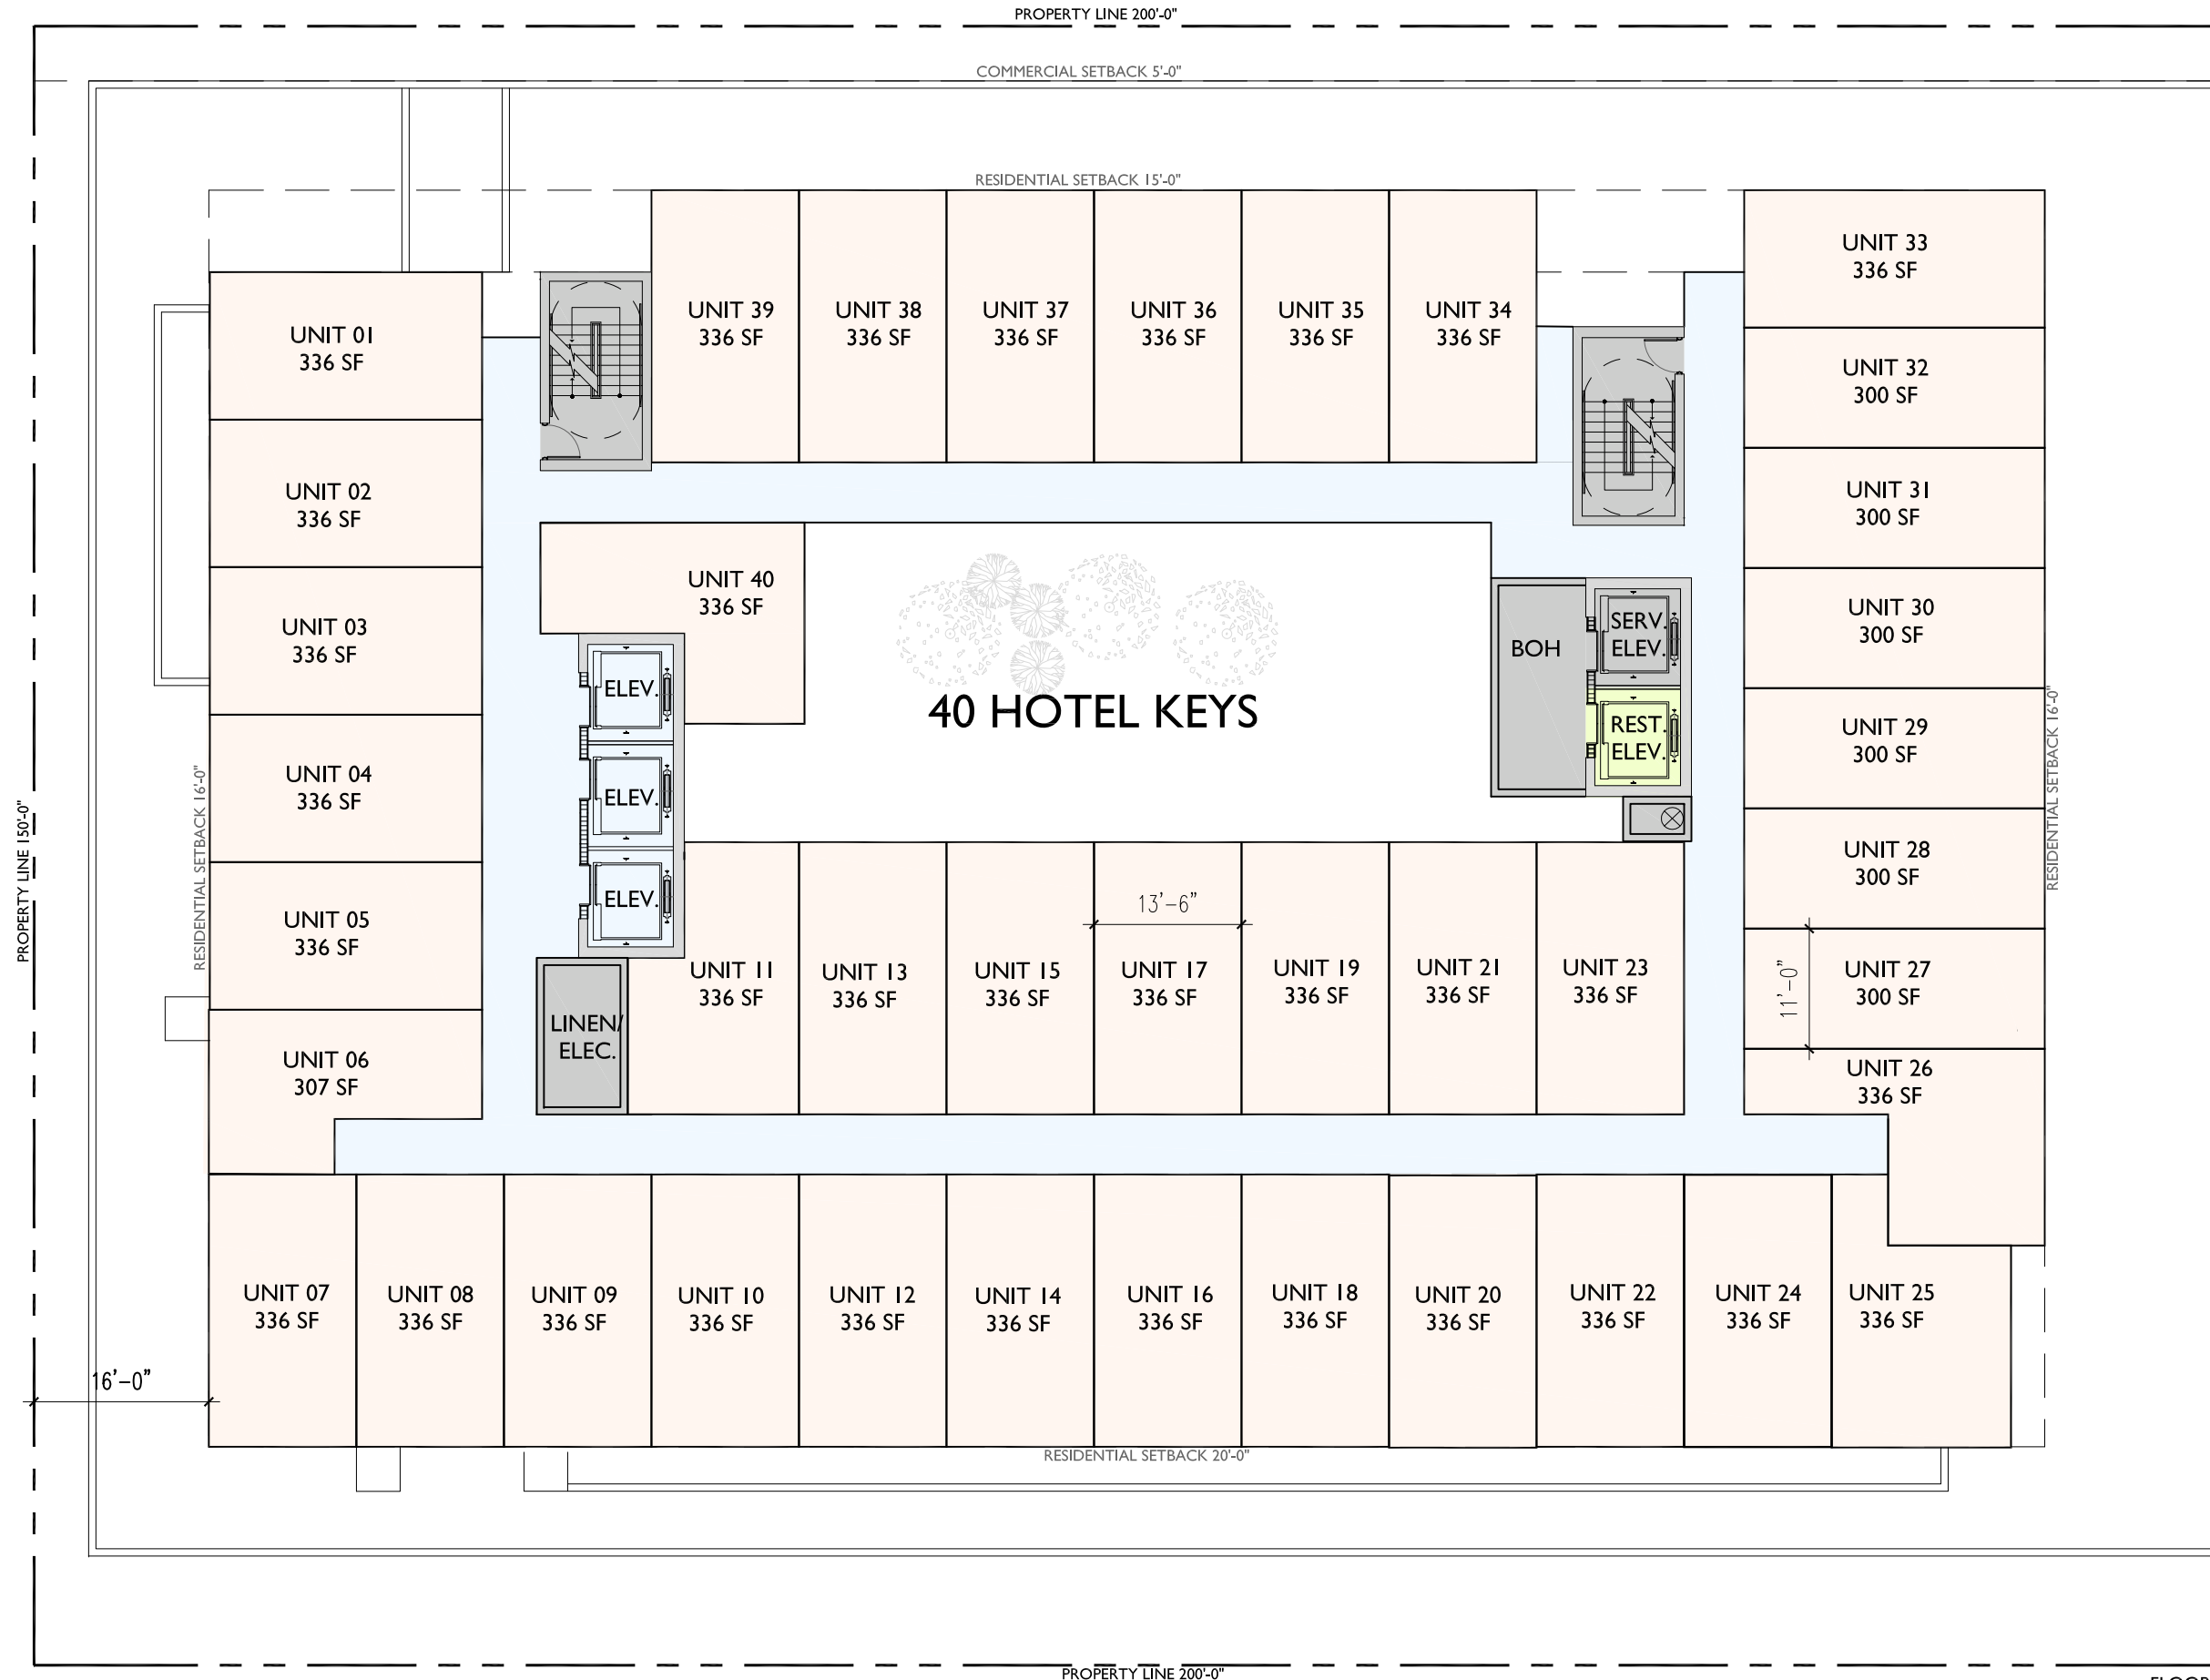 PROPERTY LINE 200'-0"
COMMERCIAL SETBACK 5'-0"
RESIDENTIAL SETBACK 15'-0"
UNIT 33
336 SF
UNIT 39
336 SF
UNIT 38
336 SF
UNIT 37
336 SF
UNIT 36
336 SF
UNIT 35
336 SF
UNIT 34
336 SF
UNIT 01
336 SF
UNIT 32
300 SF
UNIT 02
336 SF
UNIT 31
300 SF
UNIT 40
336 SF
UNIT 03
336 SF
BOH
SERV.
ELEV.
UNIT 30
300 SF
ELEV.
40 HOTEL KEYS
REST.
ELEV.
UNIT 29
300 SF
UNIT 04
336 SF
ELEV.
RESIDENTIAL SETBACK 16'-0"
RESIDENTIAL SETBACK 16'-0"
PROPERTY LINE 150'-0"
UNIT 28
300 SF
UNIT 05
336 SF
ELEV.
13'-6"
UNIT 11
336 SF
UNIT 13
336 SF
UNIT 15
336 SF
UNIT 17
336 SF
UNIT 19
336 SF
UNIT 21
336 SF
UNIT 23
336 SF
11'-0"
UNIT 27
300 SF
LINEN/
ELEC.
UNIT 06
307 SF
UNIT 26
336 SF
UNIT 07
336 SF
UNIT 08
336 SF
UNIT 09
336 SF
UNIT 10
336 SF
UNIT 12
336 SF
UNIT 14
336 SF
UNIT 16
336 SF
UNIT 18
336 SF
UNIT 20
336 SF
UNIT 22
336 SF
UNIT 24
336 SF
UNIT 25
336 SF
16'-0"
RESIDENTIAL SETBACK 20'-0"
PROPERTY LINE 200'-0"